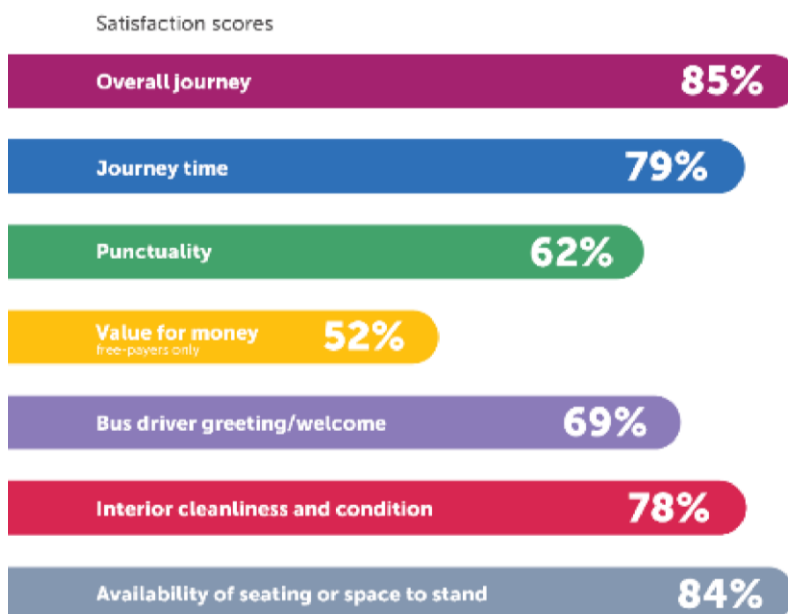 Satisfaction scores
Overall journey 85%
Journey time 79%
Punctuality 62%
Value for money 52%
free-payers only
Bus driver greeting/welcome 69%
Interior cleanliness and condition 78%
Availability of seating or space to stand 84%